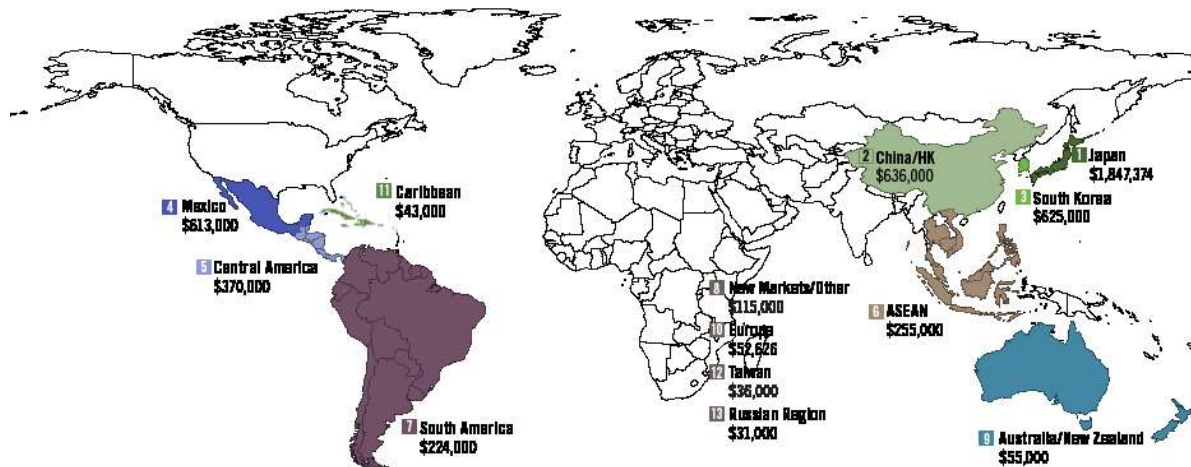 2 China/HK
$636,000
1 Japan
$1,847,374
11 Caribbean
$43,000
3 South Korea
$625,000
4 Mexico
$613,000
5 Central America
$370,000
8 New Markets/Other
$115,000
6 ASEAN
$255,000
10 Europe
$52,626
12 Taiwan
$36,000
13 Russian Region
$31,000
7 South America
$224,000
9 Australia/New Zealand
$55,000